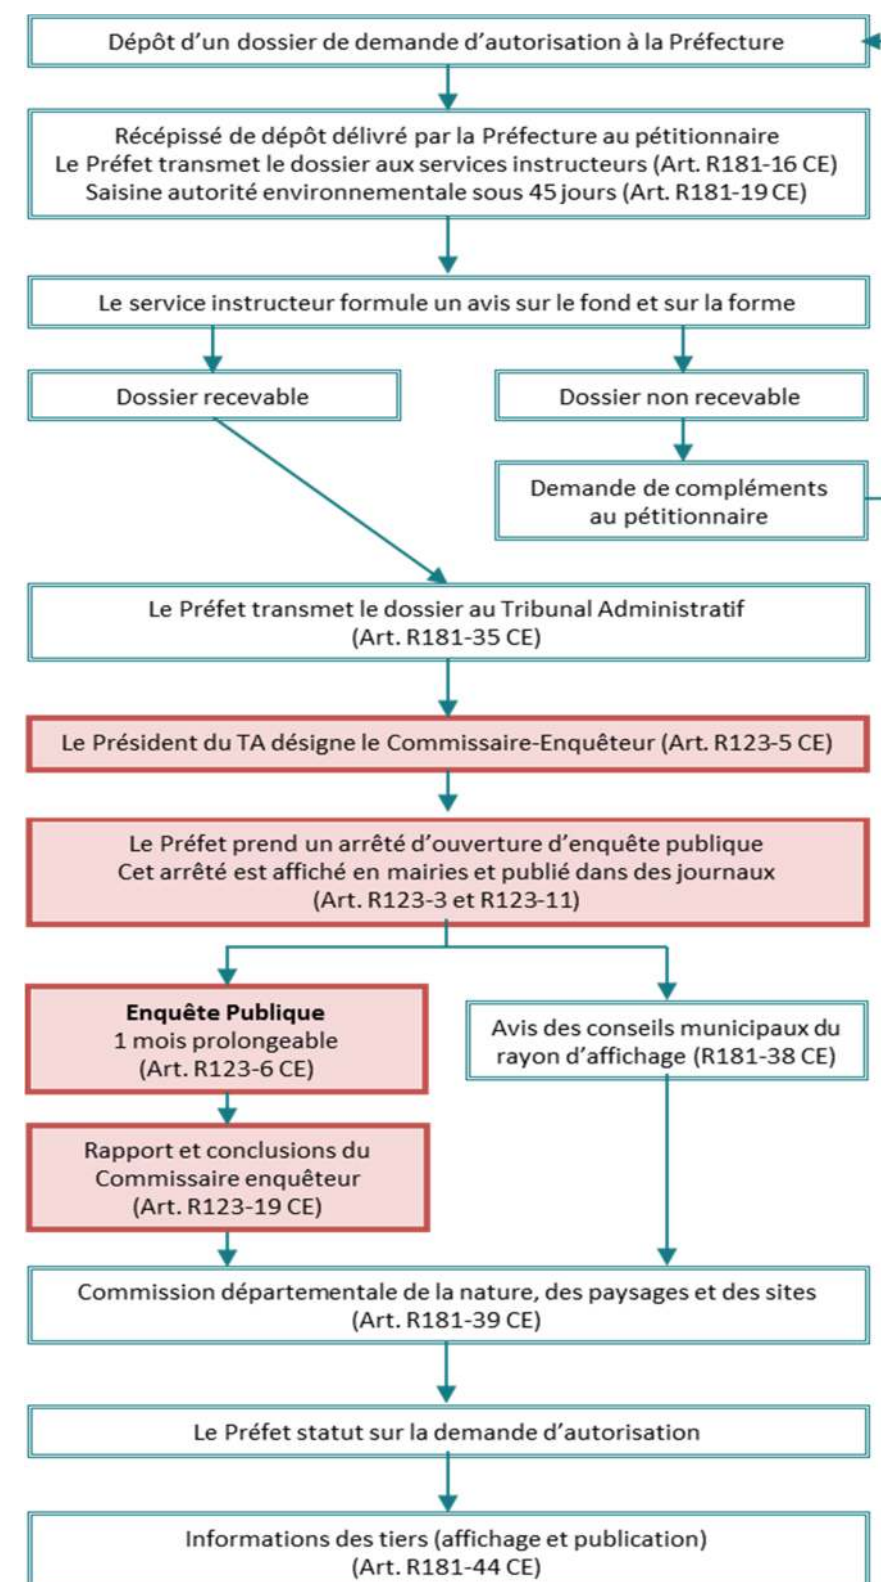 Dépôt d’un dossier de demande d’autorisation à la Préfecture
Récépissé de dépôt délivré par la Préfecture au pétitionnaire
Le Préfet transmet le dossier aux services instructeurs (Art. R181-16 CE)
Saisine autorité environnementale sous 45 jours (Art. R181-19 CE)
Le service instructeur formule un avis sur le fond et sur la forme
Dossier recevable
Dossier non recevable
Demande de compléments
au pétitionnaire
Le Préfet transmet le dossier au Tribunal Administratif
(Art. R181-35 CE)
Le Président du TA désigne le Commissaire-Enquêteur (Art. R123-5 CE)
Le Préfet prend un arrêté d’ouverture d’enquête publique
Cet arrêté est affiché en mairies et publié dans des journaux
(Art. R123-3 et R123-11)
Enquête Publique
1 mois prolongeable
(Art. R123-6 CE)
Avis des conseils municipaux du
rayon d’affichage (R181-38 CE)
Rapport et conclusions du
Commissaire enquêteur
(Art. R123-19 CE)
Commission départementale de la nature, des paysages et des sites
(Art. R181-39 CE)
Le Préfet statut sur la demande d’autorisation
Informations des tiers (affichage et publication)
(Art. R181-44 CE)